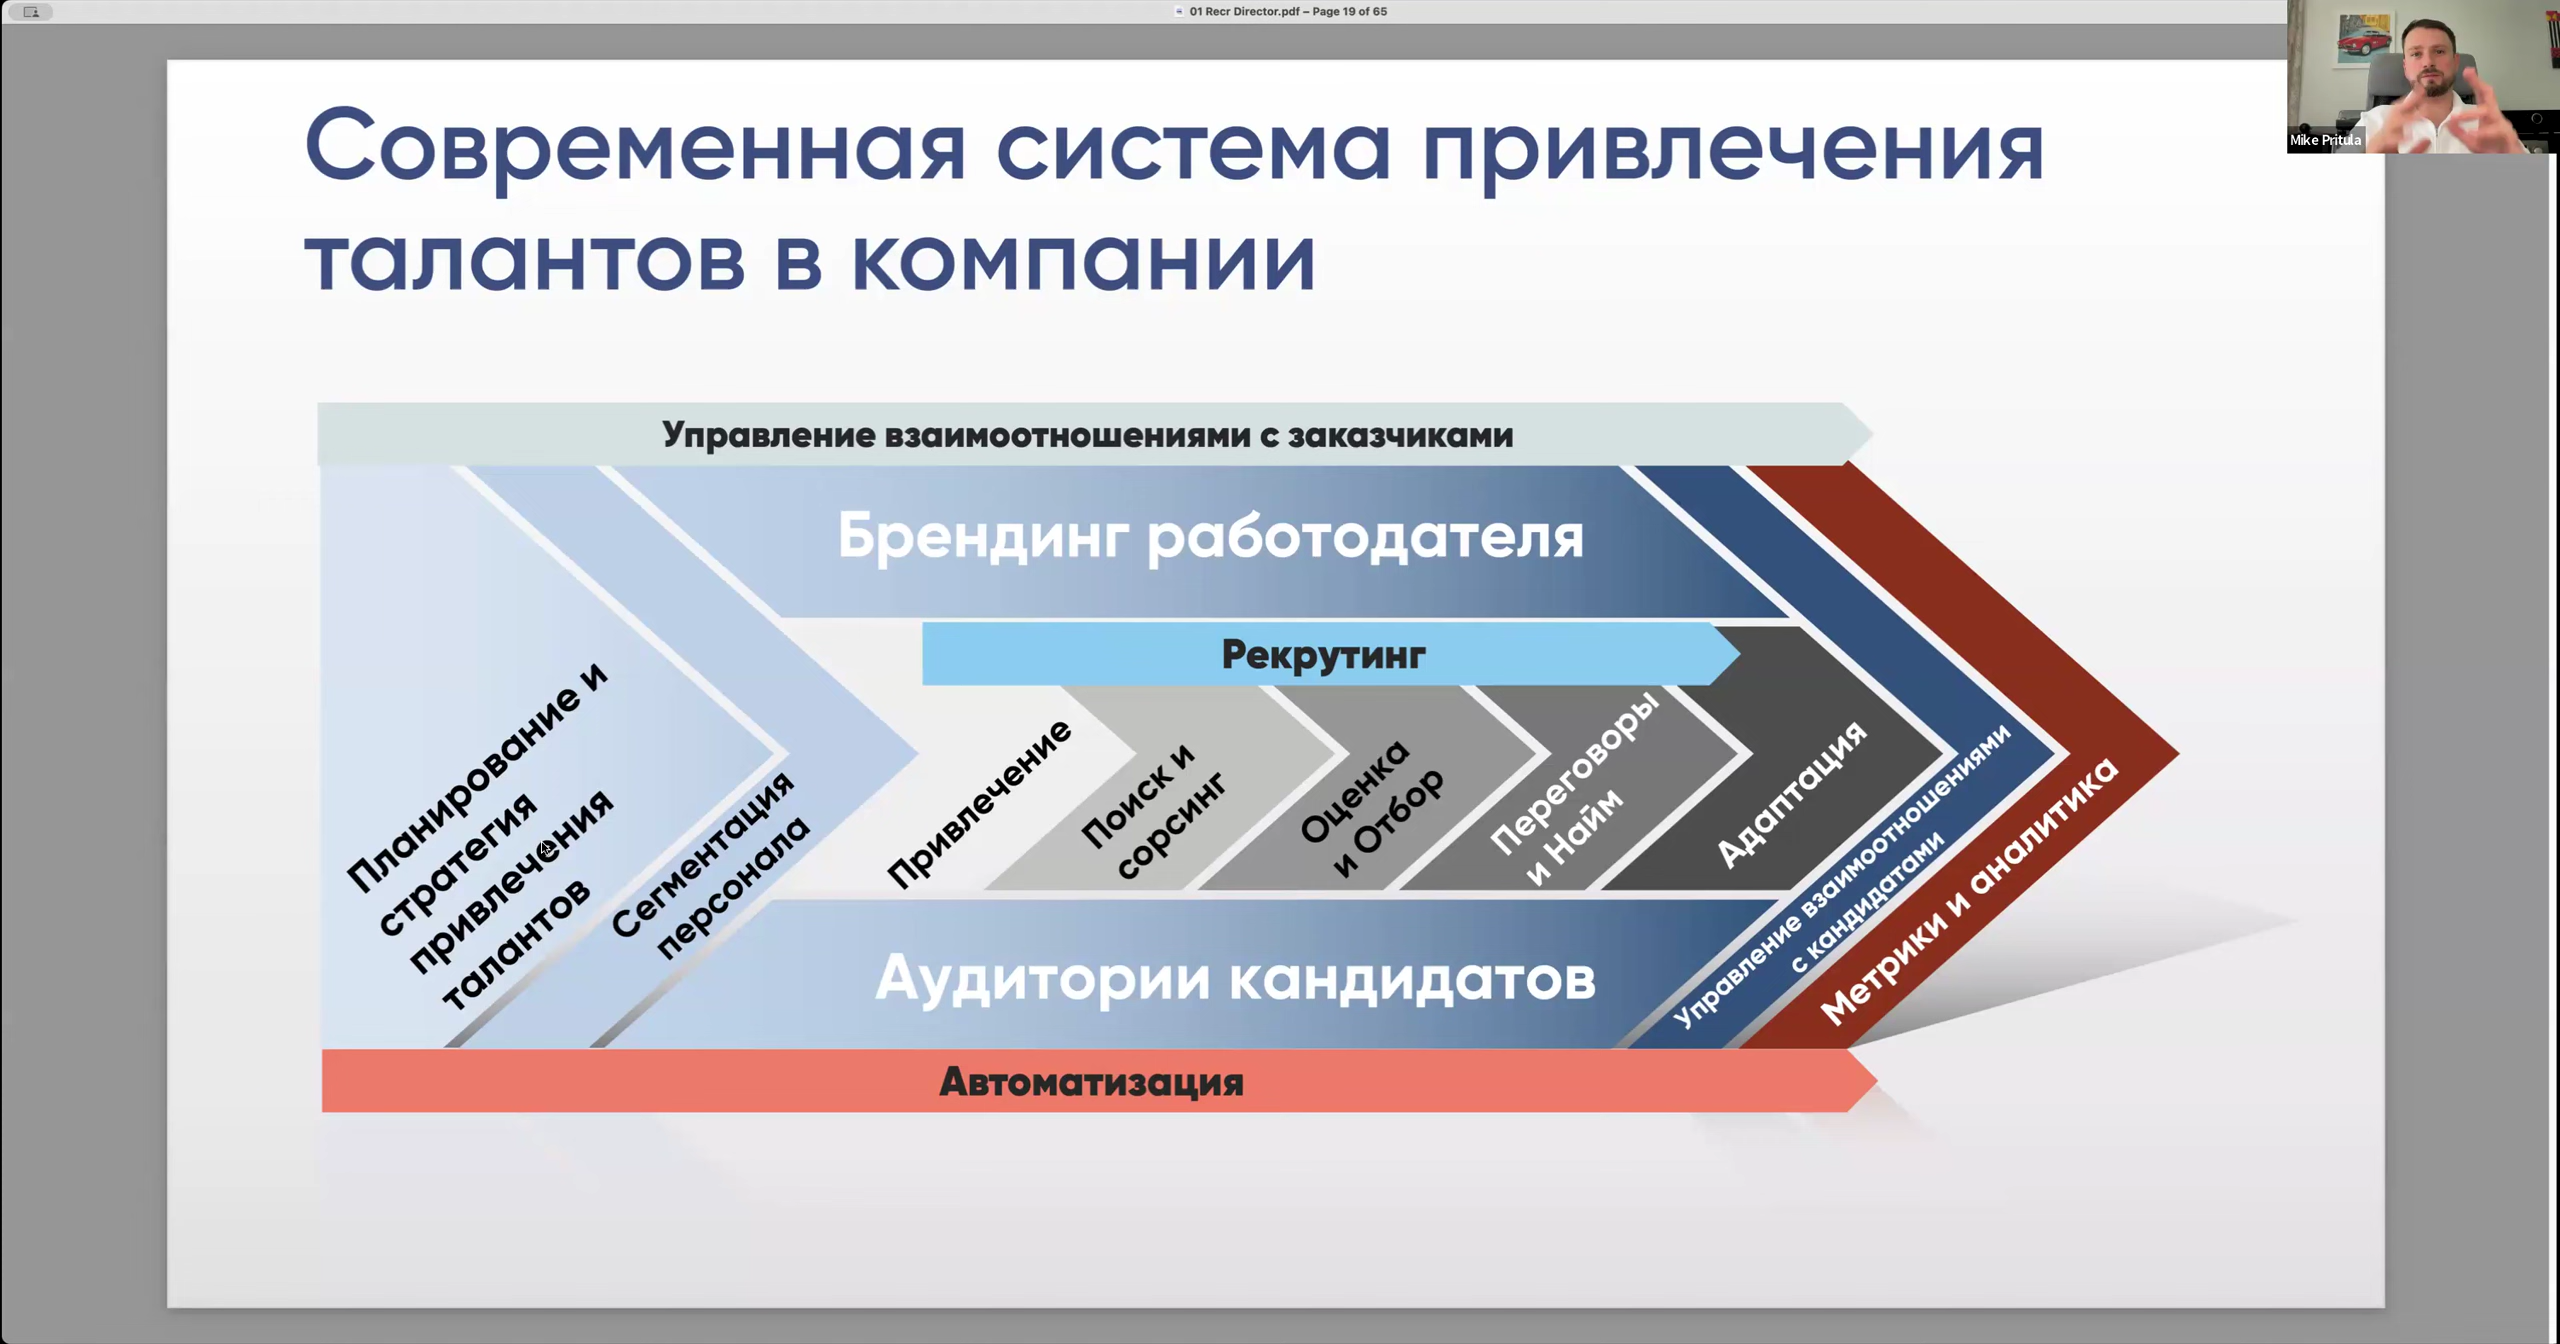 01 Recr Director.pdf – Page 19 of 65
Mike Pritula
Современная система привлечения
талантов в компании
Управление взаимоотношениями с заказчиками
Брендинг работодателя
Рекрутинг
Планирование и
стратегия
привлечения
талантов
Сегментация
персонала
Привлечение
Поиск и
сорсинг
Оценка
и Отбор
Переговоры
и Найм
Адаптация
Управление взаимоотношениями
с кандидатами
Метрики и аналитика
Аудитории кандидатов
Автоматизация